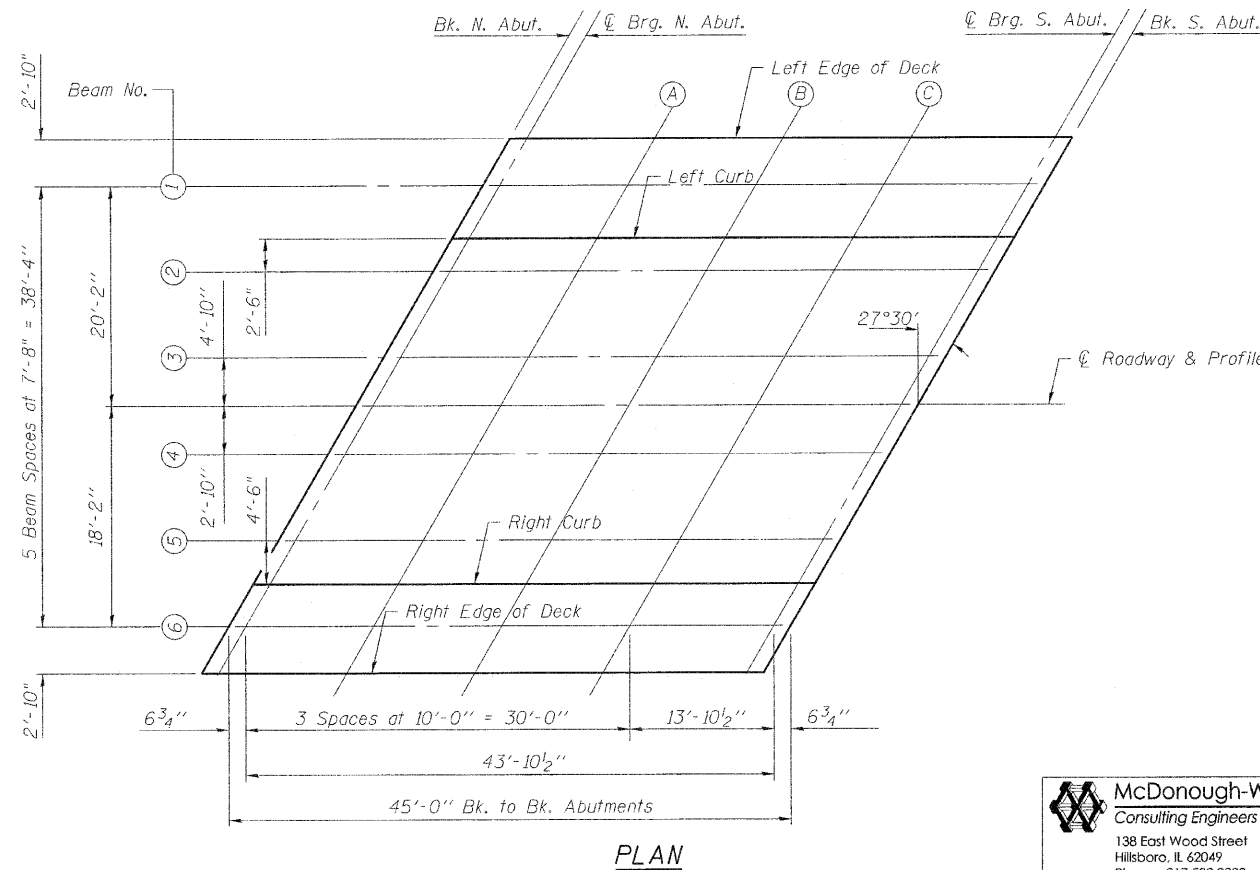 Bk. N. Abut.
℄ Brg. N. Abut.
℄ Brg. S. Abut.
Bk. S. Abut.
2'-10"
Beam No.
Left Edge of Deck
A
B
C
1
Left Curb
2
5 Beam Spaces at 7'-8" = 38'-4"
20'-2"
4'-10"
2'-6"
27°30'
3
℄ Roadway & Profile
4
18'-2"
2'-10"
4'-6"
Right Curb
5
Right Edge of Deck
6
2'-10"
6¾"
3 Spaces at 10'-0" = 30'-0"
13'-10½"
6¾"
43'-10½"
45'-0" Bk. to Bk. Abutments
PLAN
McDonough-W
Consulting Engineers
138 East Wood Street
Hillsboro, IL 62049